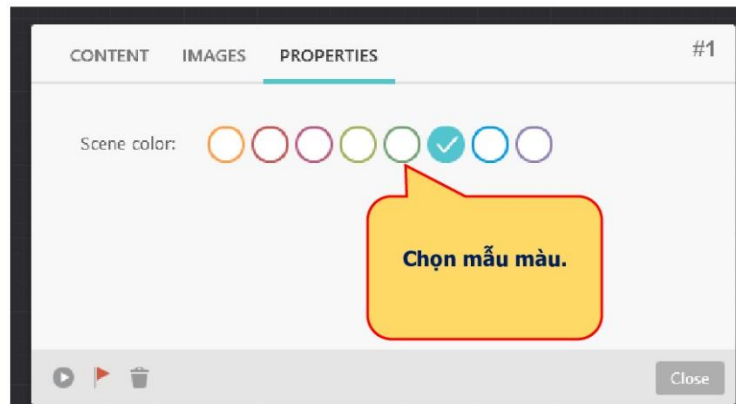 CONTENT IMAGES PROPERTIES #1
Scene color:
Chọn mẫu màu.
Close